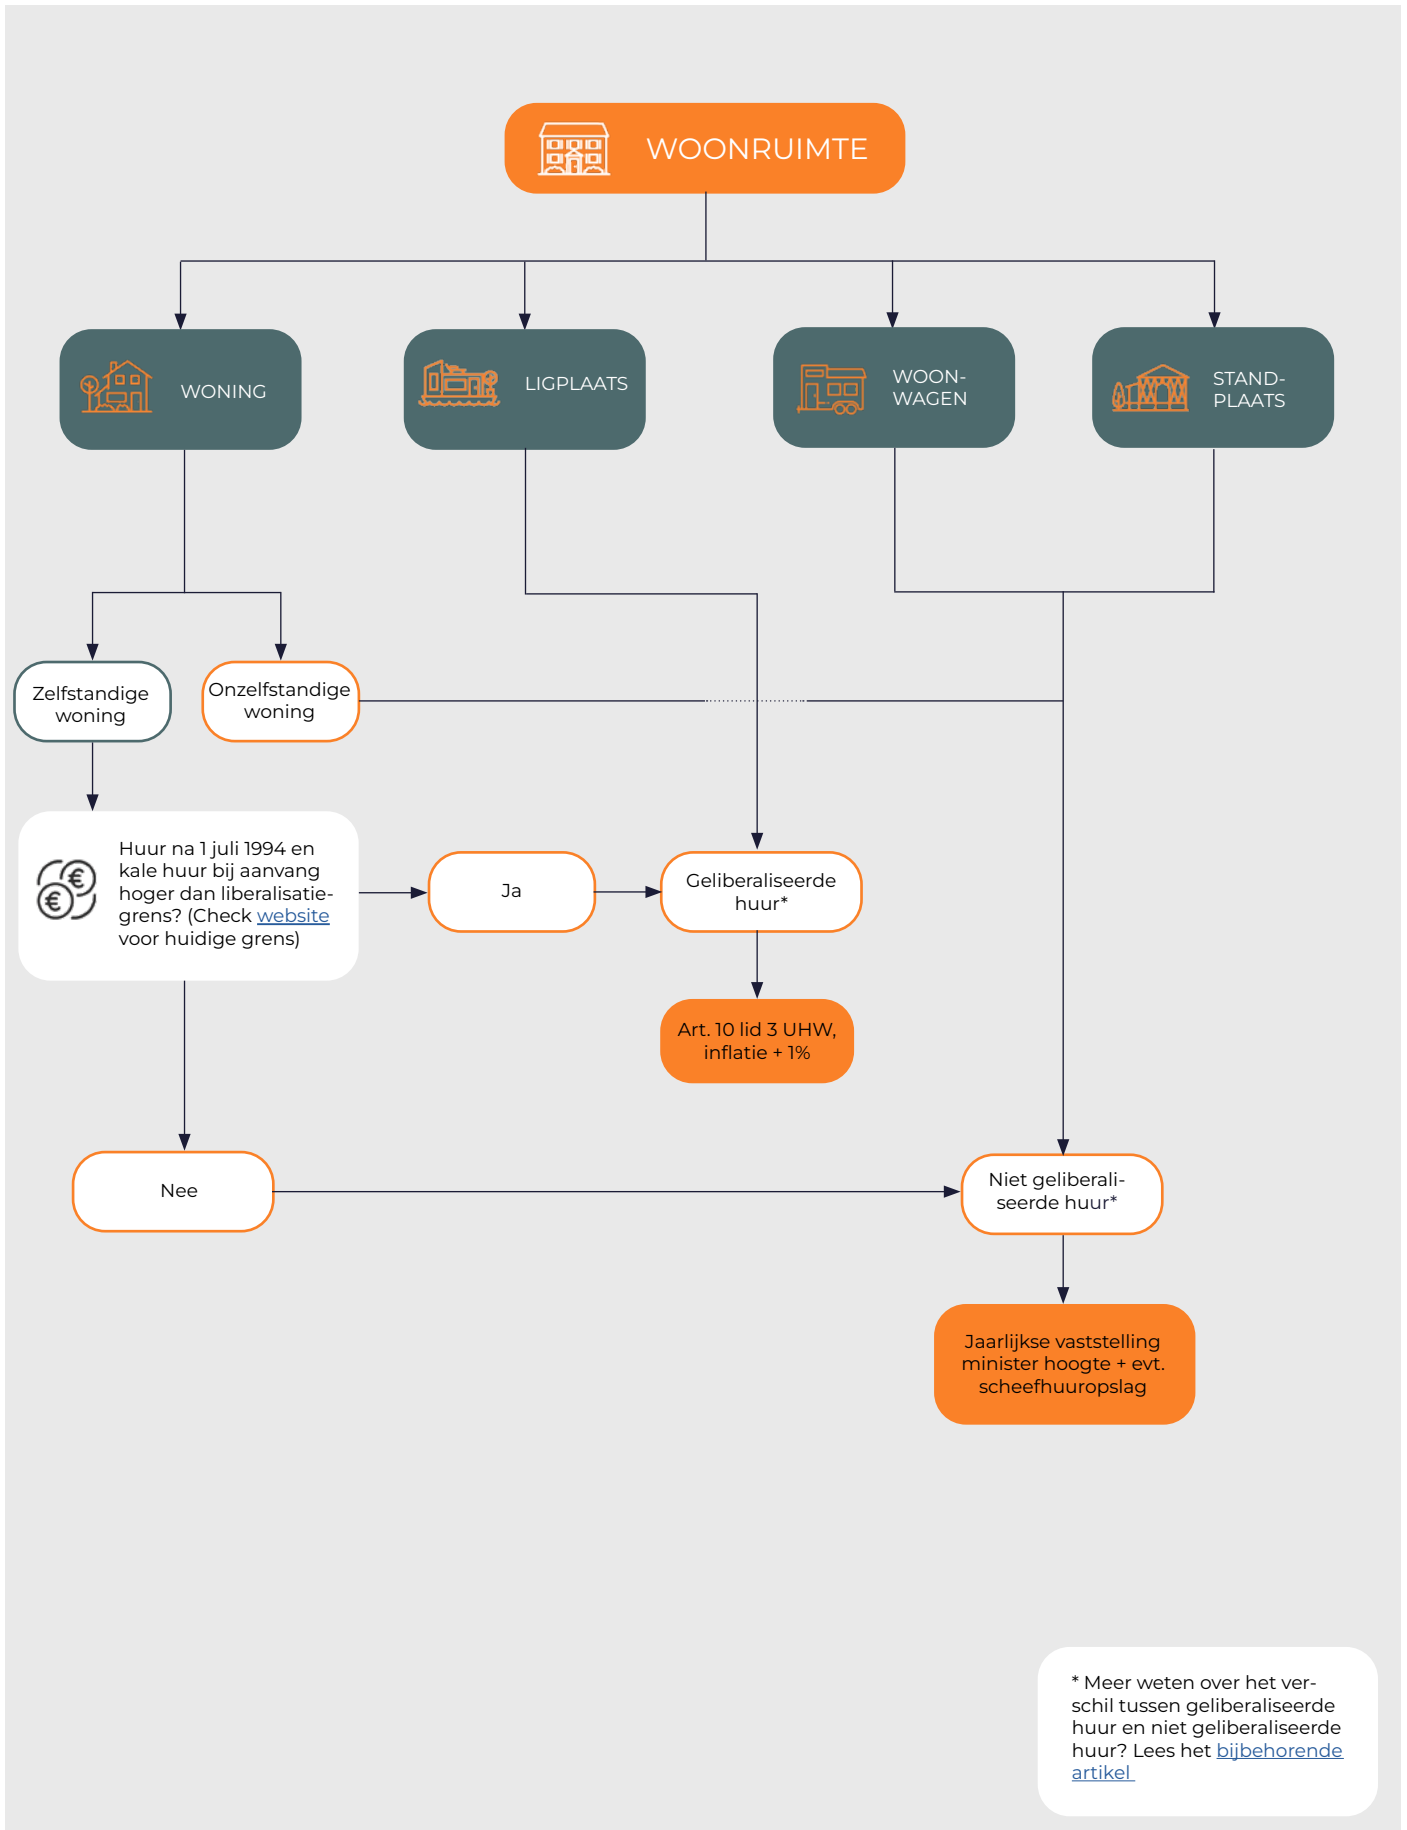 WOONRUIMTE
WONING
LIGPLAATS
WOON-
WAGEN
STAND-
PLAATS
Zelfstandige
woning
Onzelfstandige
woning
Huur na 1 juli 1994 en
kale huur bij aanvang
hoger dan liberalisatie-
grens? (Check website
voor huidige grens)
Ja
Geliberaliseerde
huur*
Art. 10 lid 3 UHW,
inflatie + 1%
Nee
Niet geliberali-
seerde huur*
Jaarlijkse vaststelling
minister hoogte + evt.
scheefhuuropslag
* Meer weten over het ver-
schil tussen geliberaliseerde
huur en niet geliberaliseerde
huur? Lees het bijbehorende
artikel